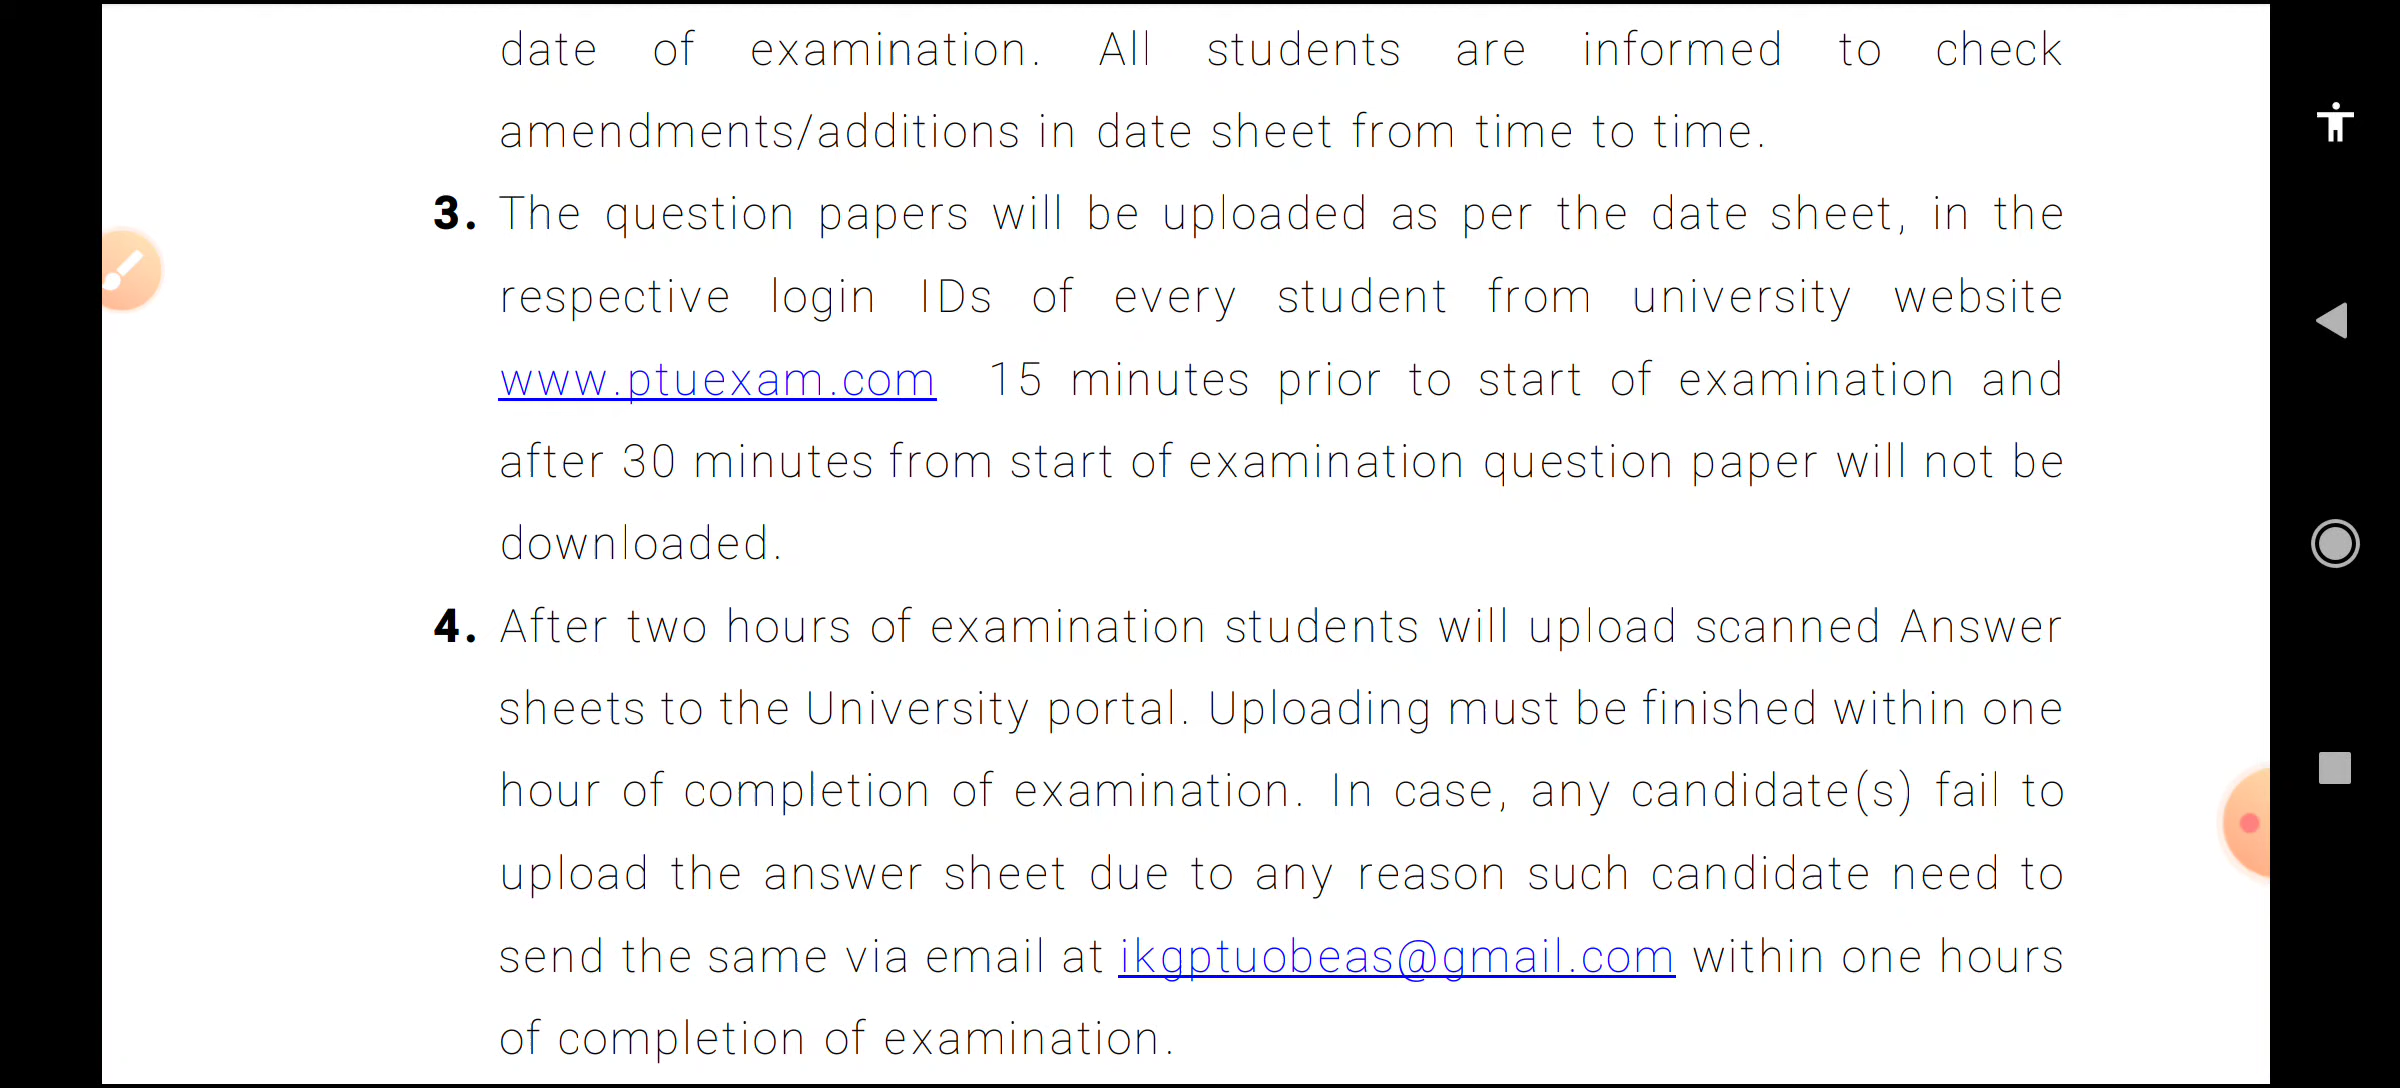 date of examination. All students are informed to check
amendments/additions in date sheet from time to time.
3. The question papers will be uploaded as per the date sheet, in the
respective login IDs of every student from university website
www.ptuexam.com 15 minutes prior to start of examination and
after 30 minutes from start of examination question paper will not be
downloaded.
4. After two hours of examination students will upload scanned Answer
sheets to the University portal. Uploading must be finished within one
hour of completion of examination. In case, any candidate(s) fail to
upload the answer sheet due to any reason such candidate need to
send the same via email at ikgptuobeas@gmail.com within one hours
of completion of examination.